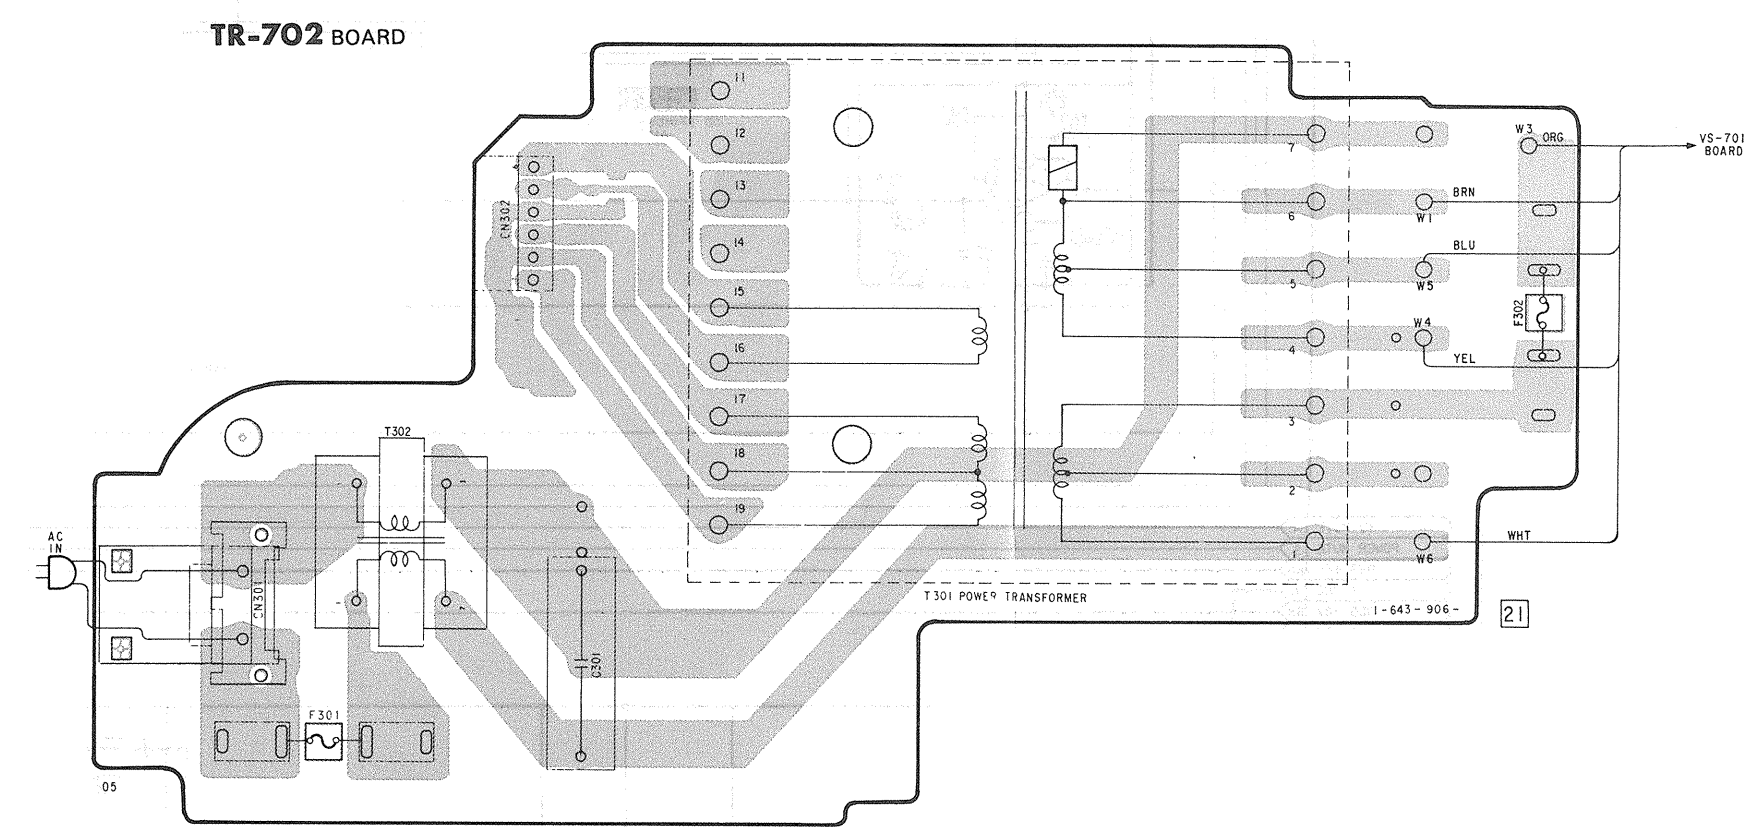 TR-702 BOARD
11
12
13
14
15
16
17
18
19
CN302
7
6
5
4
3
2
1
W3 ORG
BRN
W1
BLU
W5
W4
YEL
WHT
W6
F302
VS-701
BOARD
T302
AC
IN
CN301
F301
C301
T301 POWER TRANSFORMER
1-643-906-
21
05